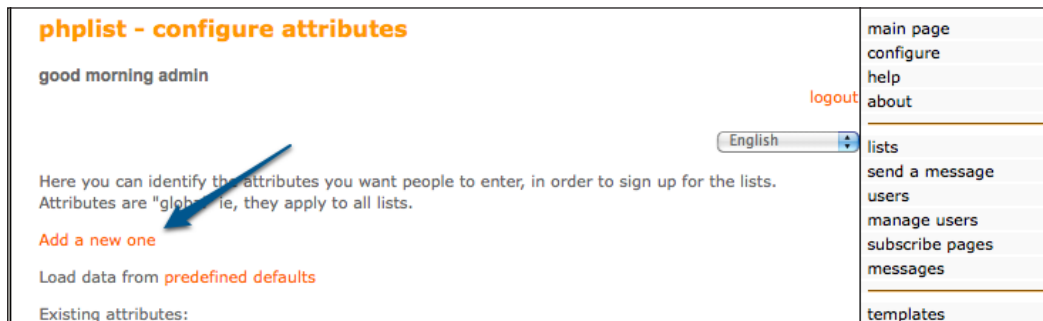 phplist - configure attributes
good morning admin
logout
English
Here you can identify the attributes you want people to enter, in order to sign up for the lists.
Attributes are "global" ie, they apply to all lists.
Add a new one
Load data from predefined defaults
Existing attributes:
main page
configure
help
about
lists
send a message
users
manage users
subscribe pages
messages
templates